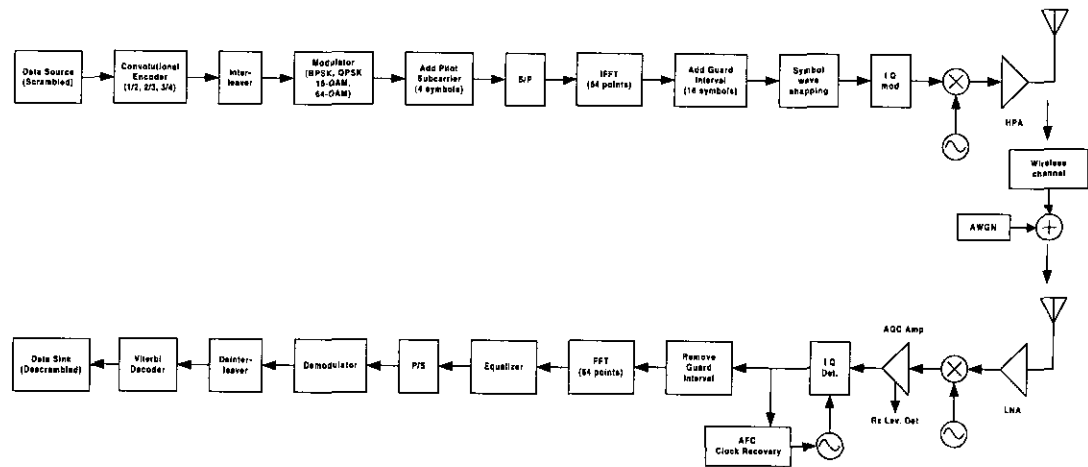 Data Source
(Scrambled)
Convolutional
Encoder
(1/2, 2/3, 3/4)
Inter-
leaver
Modulator
(BPSK, QPSK
16-QAM,
64-QAM)
Add Pilot
Subcarrier
(4 symbols)
S/P
IFFT
(64 points)
Add Guard
Interval
(16 symbols)
Symbol
wave
shapping
I.Q
mod
HPA
Wireless
channel
AWGN
Data Sink
(Descrambled)
Viterbi
Decoder
Deinter-
leaver
Demodulator
P/S
Equalizer
FFT
(64 points)
Remove
Guard
Interval
I.Q
Det.
AGC Amp
Rx Lev. Det
LNA
AFC
Clock Recovery